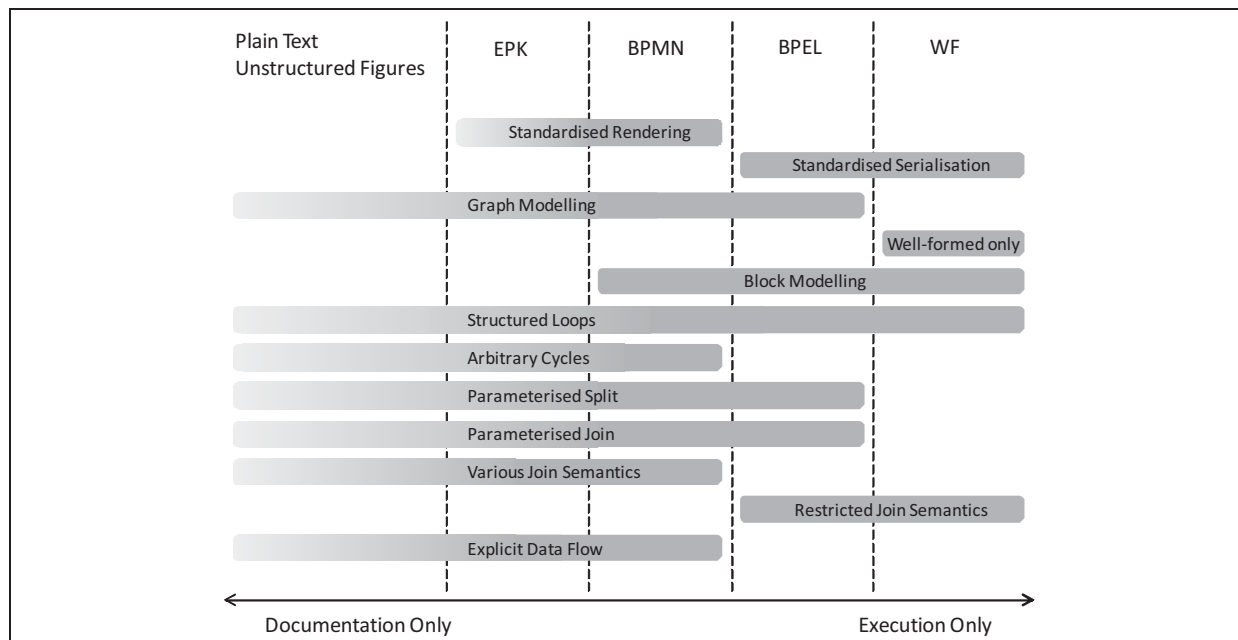 Plain Text
Unstructured Figures
EPK
BPMN
BPEL
WF
Standardised Rendering
Standardised Serialisation
Graph Modelling
Well-formed only
Block Modelling
Structured Loops
Arbitrary Cycles
Parameterised Split
Parameterised Join
Various Join Semantics
Restricted Join Semantics
Explicit Data Flow
Documentation Only
Execution Only